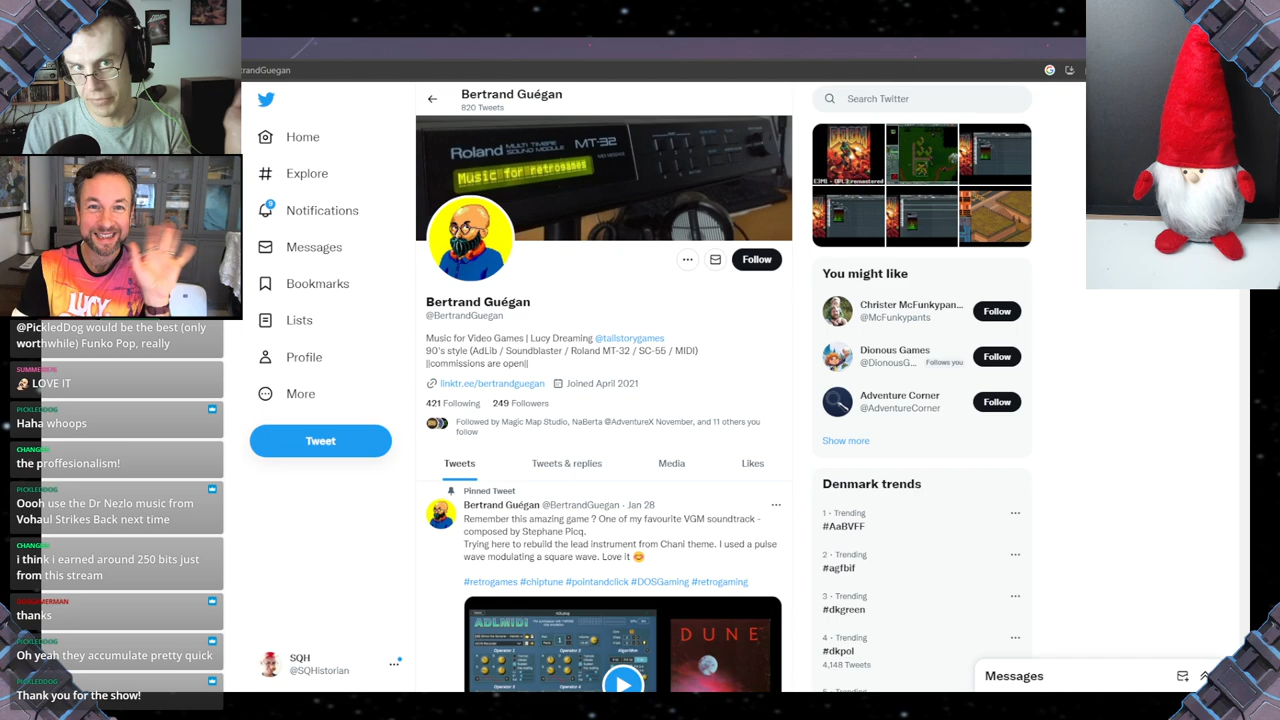 trandGuegan
Bertrand Guégan
820 Tweets
Search Twitter
Roland MULTI TIMBRE SOUND MODULE MT-32
Music for retrogames
Home
Explore
9
Notifications
Messages
Bookmarks
Lists
Profile
More
Tweet
SQH
@SQHistorian
Follow
Bertrand Guégan
@BertrandGuegan
Music for Video Games | Lucy Dreaming @tallstorygames
90's style (AdLib / Soundblaster / Roland MT-32 / SC-55 / MIDI)
||commissions are open||
linktr.ee/bertrandguegan Joined April 2021
421 Following 249 Followers
Followed by Magic Map Studio, NaBerta @AdventureX November, and 11 others you
follow
Tweets Tweets & replies Media Likes
Pinned Tweet
Bertrand Guégan @BertrandGuegan · Jan 28
Remember this amazing game ? One of my favourite VGM soundtrack -
composed by Stephane Picq.
Trying here to rebuild the lead instrument from Chani theme. I used a pulse
wave modulating a square wave. Love it
#retrogames #chiptune #pointandclick #DOSGaming #retrogaming
ADLMIDI
DUNE
DOOM
You might like
Christer McFunkypan...
@McFunkypants
Follow
Dionous Games
@DionousG... Follows you
Follow
Adventure Corner
@AdventureCorner
Follow
Show more
Denmark trends
1 · Trending
#AaBVFF
2 · Trending
#agfbif
3 · Trending
#dkgreen
4 · Trending
#dkpol
4,148 Tweets
Messages
LUCY
@PickledDog would be the best (only
worthwhile) Funko Pop, really
LOVE IT
PICKLEDDOG
Haha whoops
the proffesionalism!
PICKLEDDOG
Oooh use the Dr Nezlo music from
Vohaul Strikes Back next time
i think i earned around 250 bits just
from this stream
thanks
PICKLEDDOG
Oh yeah they accumulate pretty quick
PICKLEDDOG
Thank you for the show!